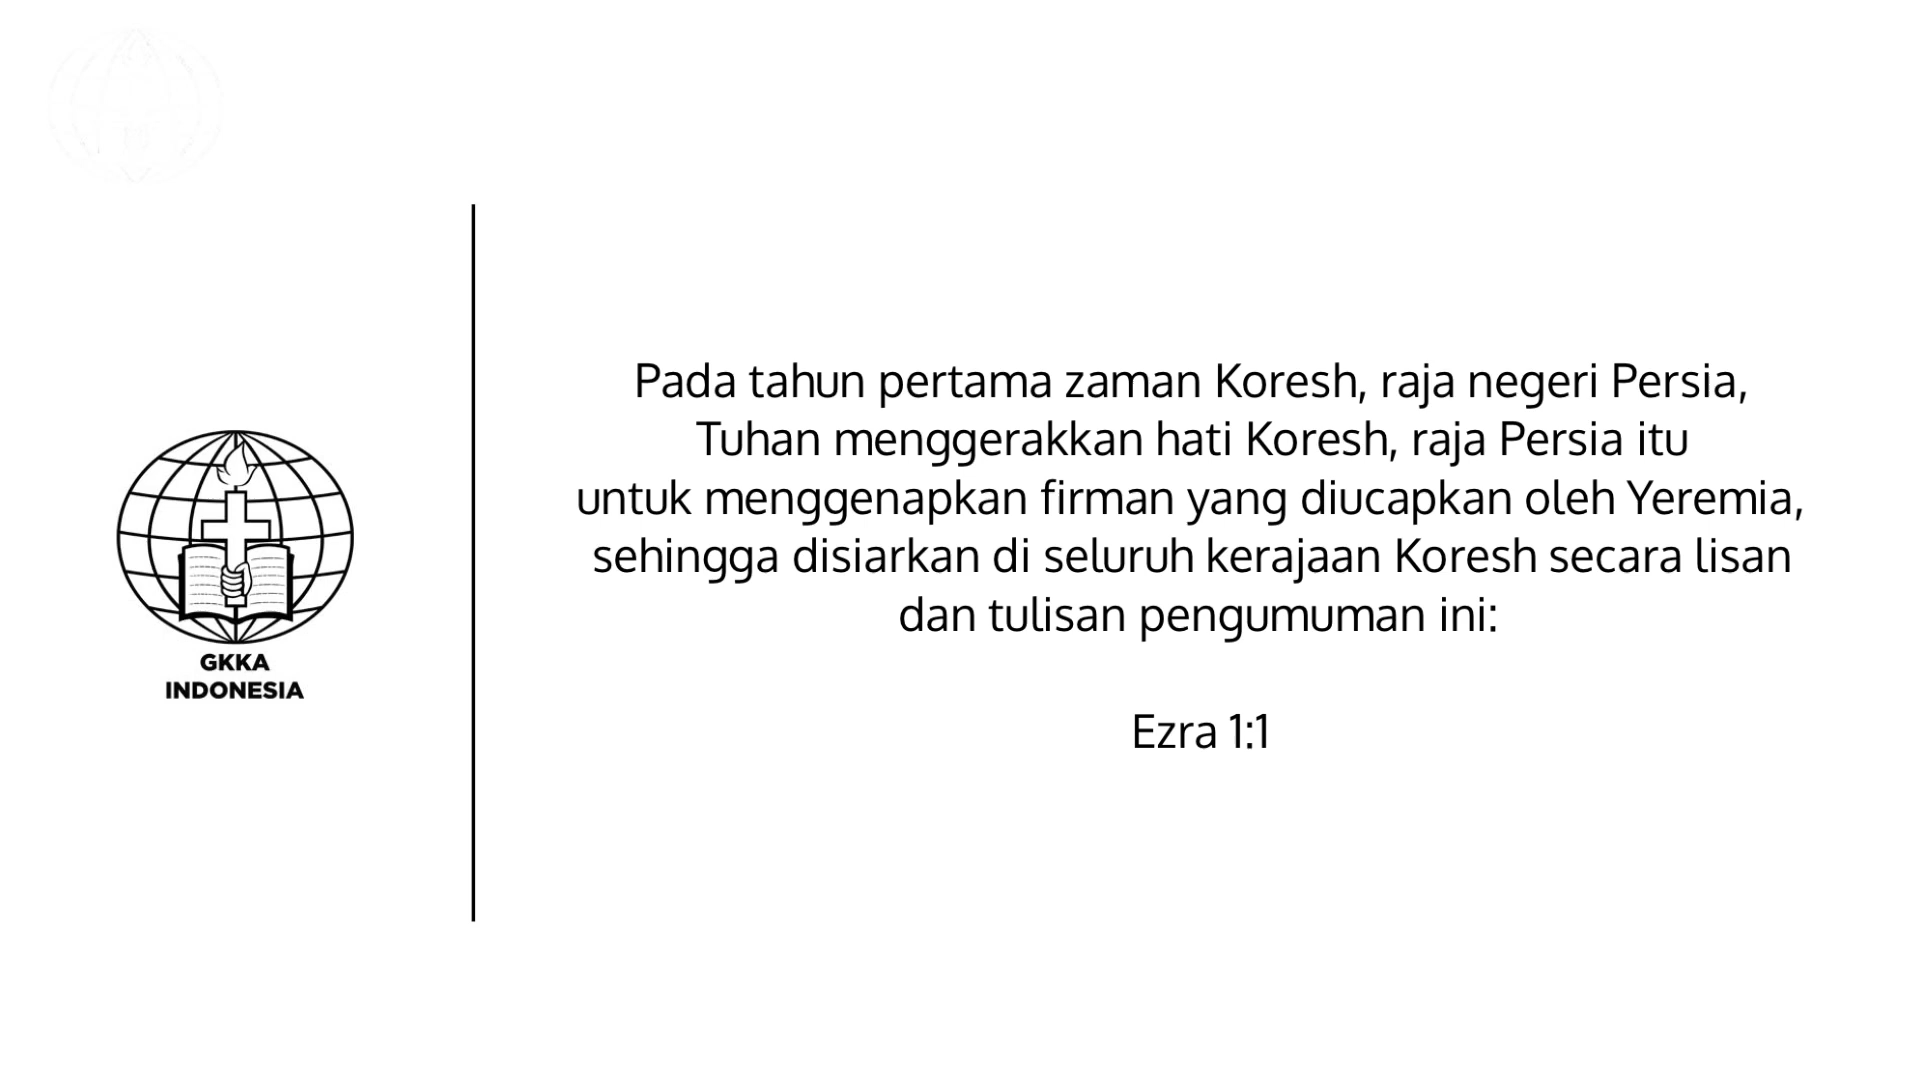 GKKA
INDONESIA
Pada tahun pertama zaman Koresh, raja negeri Persia,
Tuhan menggerakkan hati Koresh, raja Persia itu
untuk menggenapkan firman yang diucapkan oleh Yeremia,
sehingga disiarkan di seluruh kerajaan Koresh secara lisan
dan tulisan pengumuman ini:
Ezra 1:1